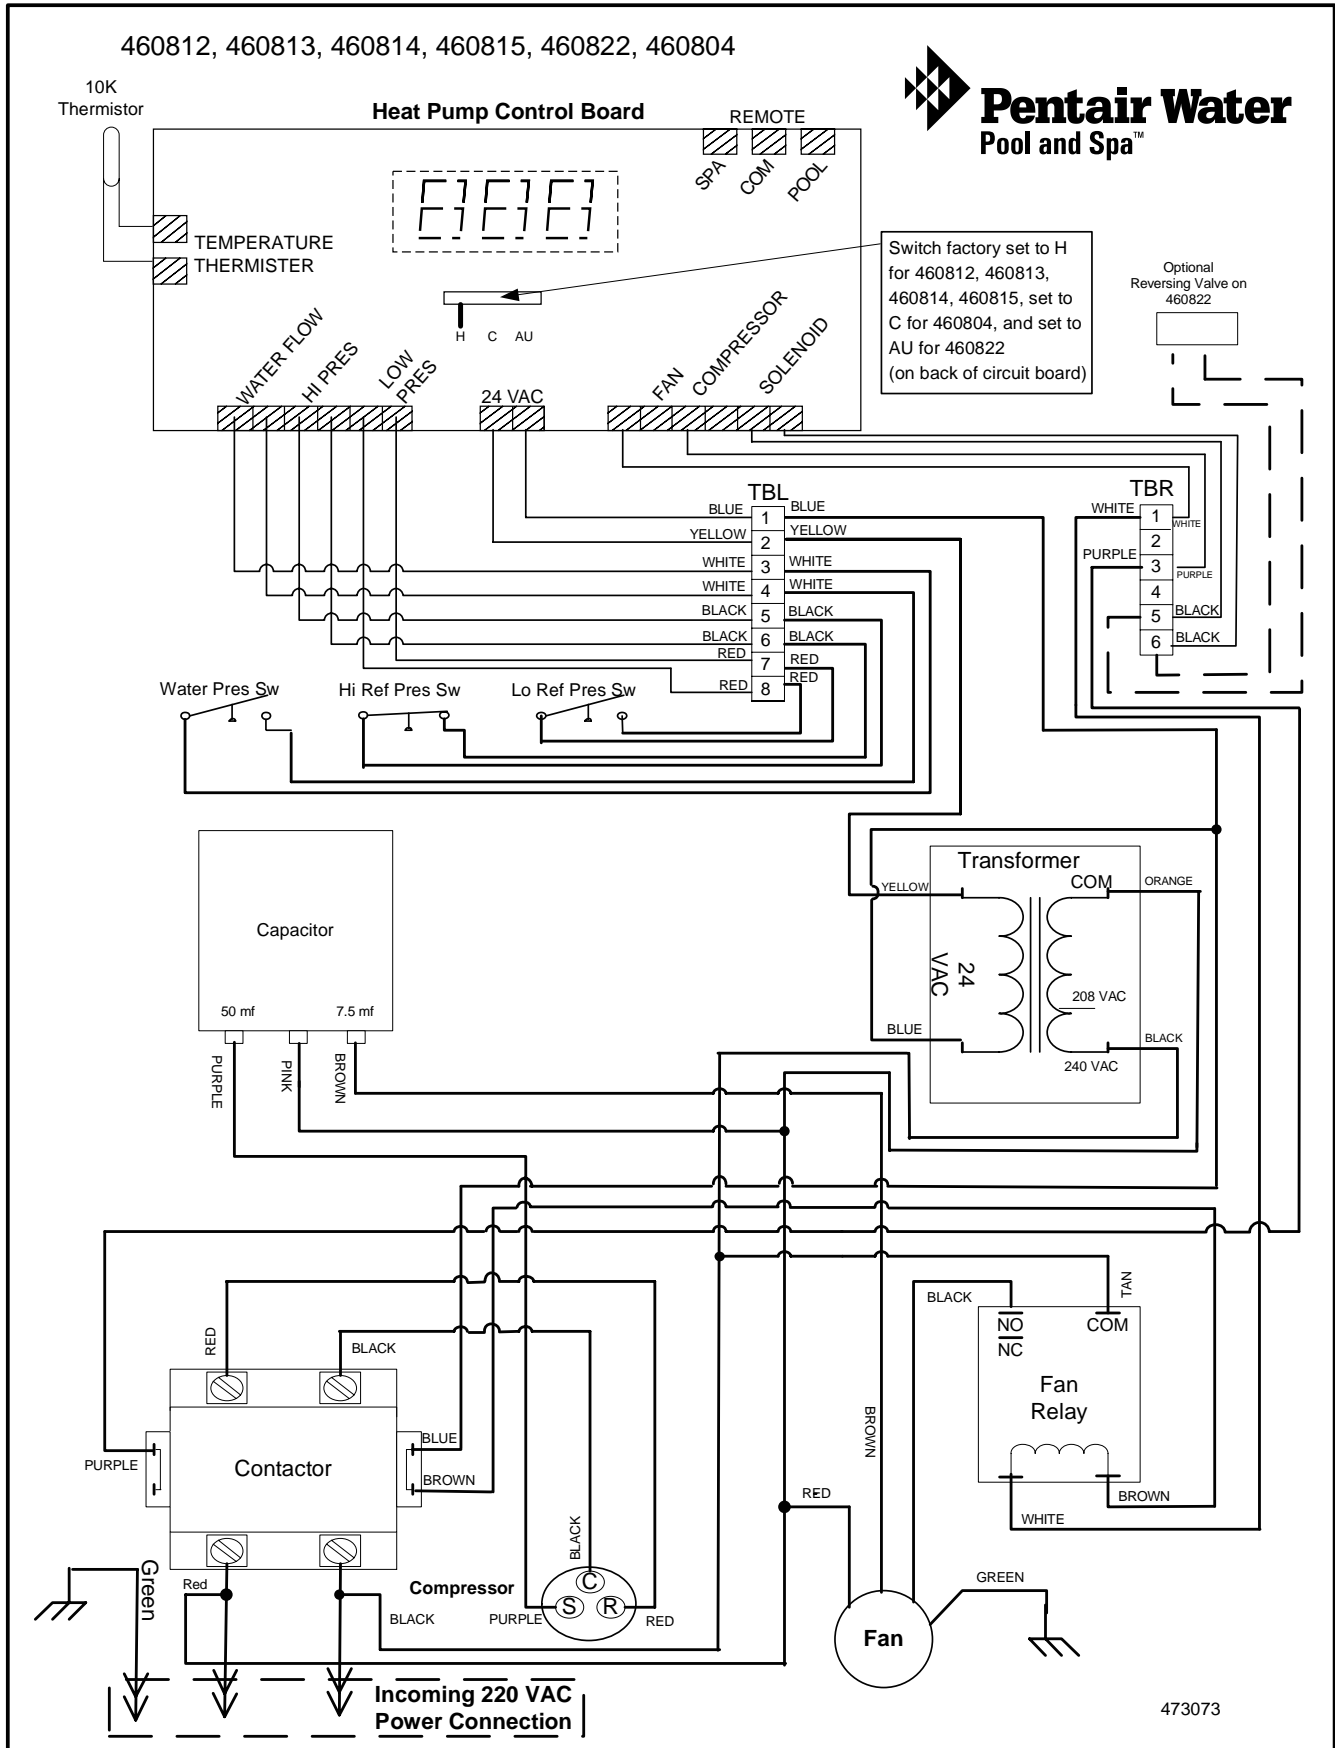 460812, 460813, 460814, 460815, 460822, 460804
10K
Thermistor
Heat Pump Control Board
REMOTE
SPA
COM
POOL
Pentair Water
Pool and Spa™
TEMPERATURE
THERMISTER
H C AU
Switch factory set to H
for 460812, 460813,
460814, 460815, set to
C for 460804, and set to
AU for 460822
(on back of circuit board)
Optional
Reversing Valve on
460822
WATER FLOW
HI PRES
LOW
PRES
24 VAC
FAN
COMPRESSOR
SOLENOID
TBL
BLUE 1 BLUE
YELLOW 2 YELLOW
WHITE 3 WHITE
WHITE 4 WHITE
BLACK 5 BLACK
BLACK 6 BLACK
RED 7 RED
RED 8 RED
TBR
WHITE 1 WHITE
2
PURPLE 3 PURPLE
4
5 BLACK
6 BLACK
Water Pres Sw
Hi Ref Pres Sw
Lo Ref Pres Sw
Capacitor
50 mf
7.5 mf
PURPLE
PINK
BROWN
Transformer
COM
YELLOW
ORANGE
24
VAC
208 VAC
BLUE
BLACK
240 VAC
RED
BLACK
BLACK
TAN
NO
NC
COM
Fan
Relay
BROWN
WHITE
BROWN
PURPLE
Contactor
BLUE
BROWN
RED
Green
Red
BLACK
BLACK
Compressor
C
S
R
PURPLE
RED
Fan
GREEN
Incoming 220 VAC
Power Connection
473073